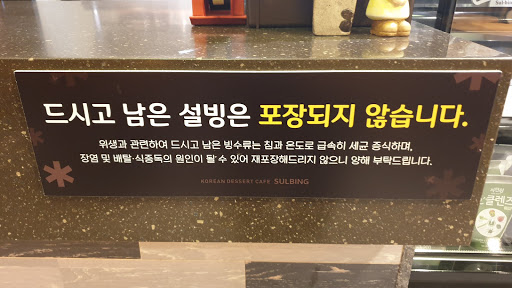 드시고 남은 설빙은 포장되지 않습니다.
위생과 관련하여 드시고 남은 빙수류는 침과 온도로 급속히 세균 증식하며,
장염 및 배탈·식중독의 원인이 될 수 있어 재포장해드리지 않으니 양해 부탁드립니다.
KOREAN DESSERT CAFE SULBING